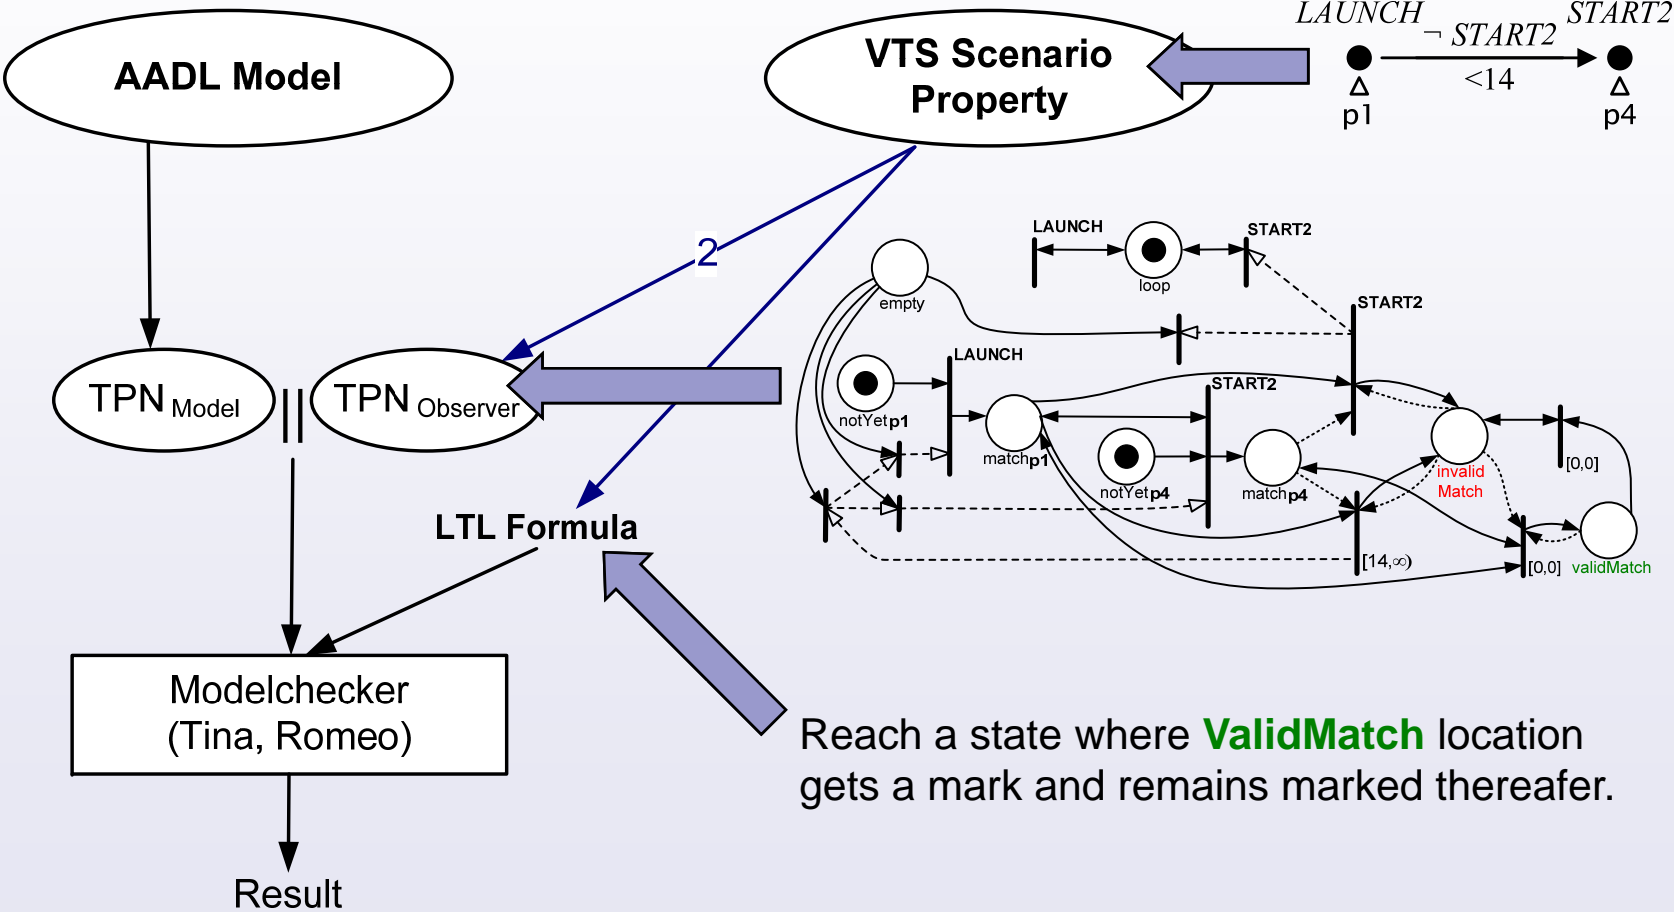 AADL Model
VTS Scenario
Property
LAUNCH
¬ START2
START2
<14
p1
p4
2
LAUNCH
loop
START2
empty
START2
LAUNCH
notYetp1
START2
matchp1
notYetp4
matchp4
invalid
Match
[0,0]
[14,∞)
[0,0]
validMatch
TPN Model
||
TPN Observer
LTL Formula
Modelchecker
(Tina, Romeo)
Result
Reach a state where ValidMatch location
gets a mark and remains marked thereafer.